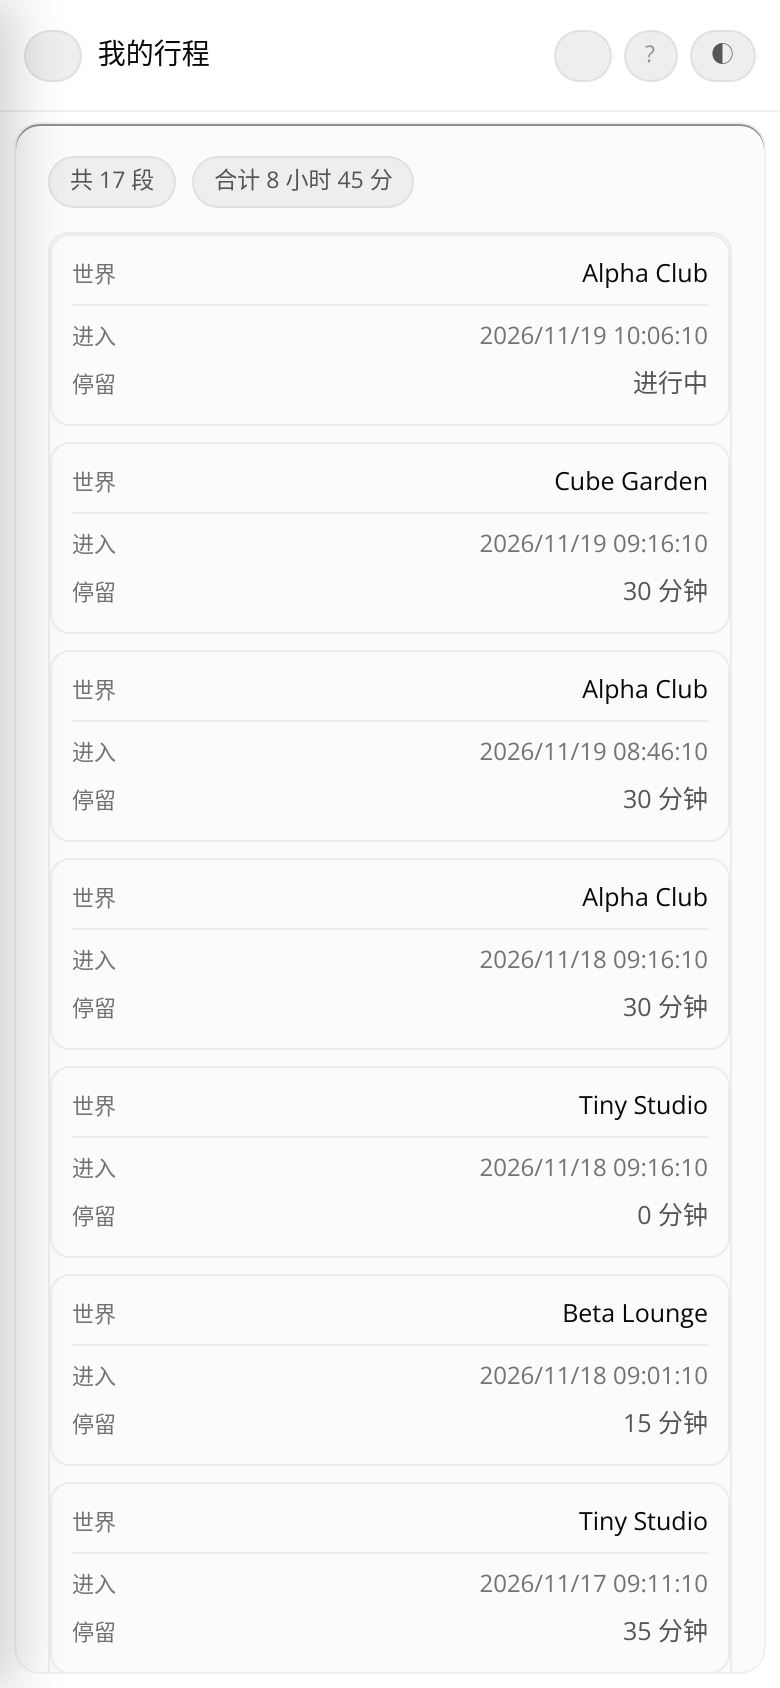 我的行程
?
共 17 段 合计 8 小时 45 分
世界 Alpha Club
进入 2026/11/19 10:06:10
停留 进行中
世界 Cube Garden
进入 2026/11/19 09:16:10
停留 30 分钟
世界 Alpha Club
进入 2026/11/19 08:46:10
停留 30 分钟
世界 Alpha Club
进入 2026/11/18 09:16:10
停留 30 分钟
世界 Tiny Studio
进入 2026/11/18 09:16:10
停留 0 分钟
世界 Beta Lounge
进入 2026/11/18 09:01:10
停留 15 分钟
世界 Tiny Studio
进入 2026/11/17 09:11:10
停留 35 分钟